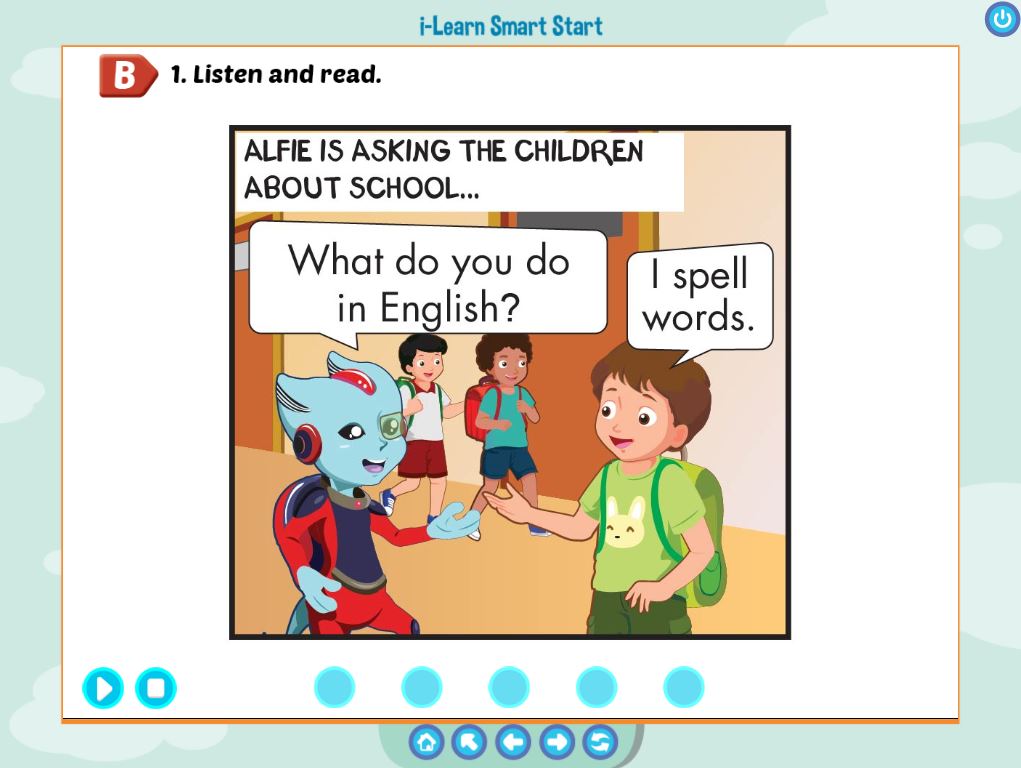 i-Learn Smart Start
B 1. Listen and read.
ALFIE IS ASKING THE CHILDREN
ABOUT SCHOOL...
What do you do
in English?
I spell
words.